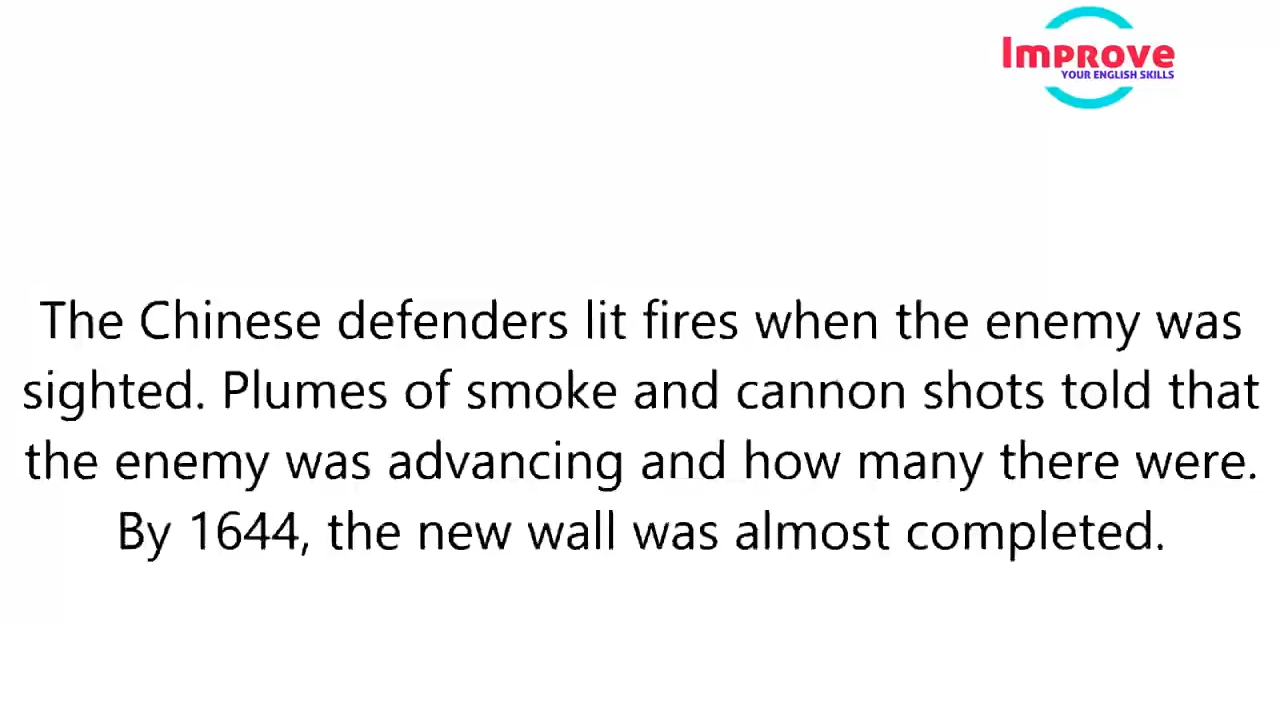 Improve
YOUR ENGLISH SKILLS
The Chinese defenders lit fires when the enemy was
sighted. Plumes of smoke and cannon shots told that
the enemy was advancing and how many there were.
By 1644, the new wall was almost completed.